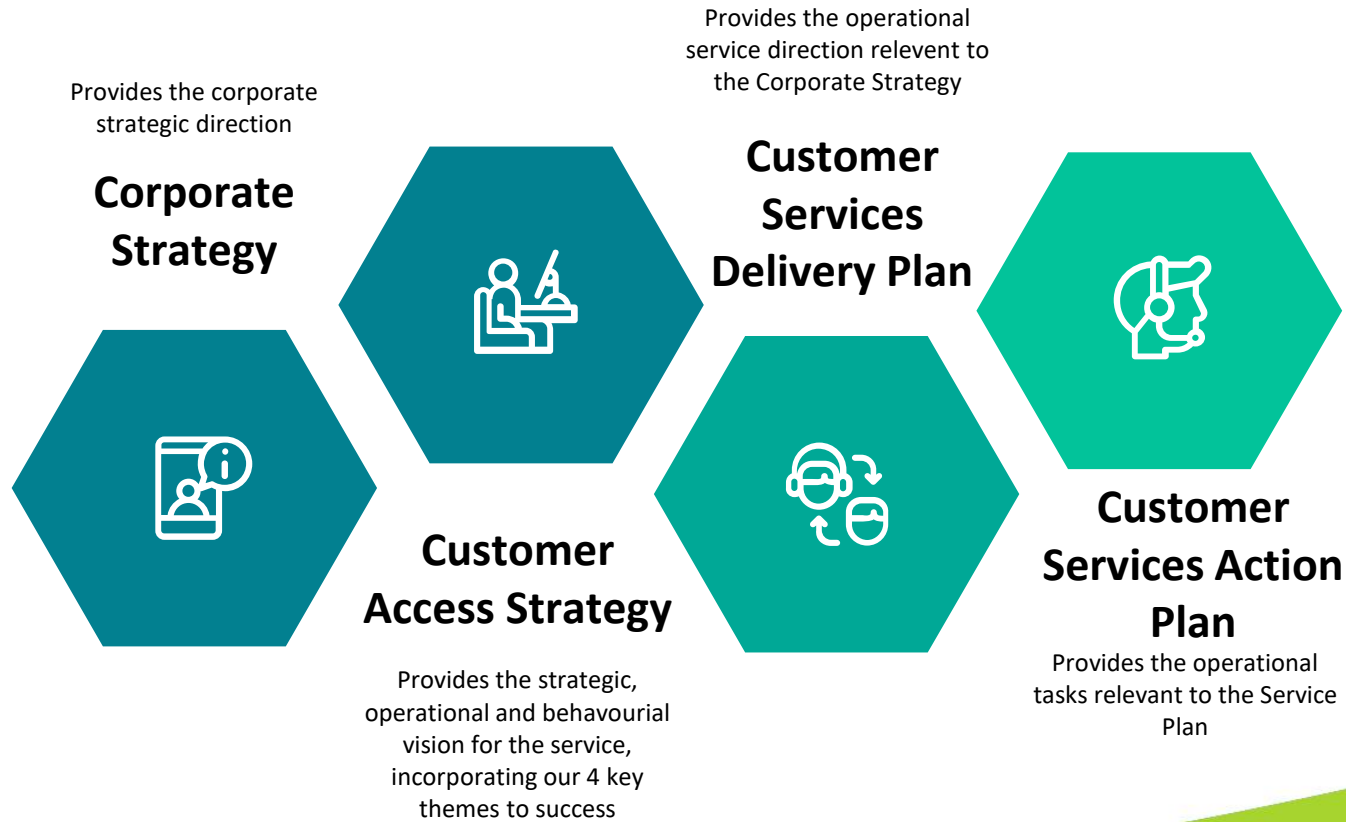 Provides the corporate
strategic direction
Corporate
Strategy
Customer
Access Strategy
Provides the strategic,
operational and behavourial
vision for the service,
incorporating our 4 key
themes to success
Provides the operational
service direction relevent to
the Corporate Strategy
Customer
Services
Delivery Plan
Customer
Services Action
Plan
Provides the operational
tasks relevant to the Service
Plan